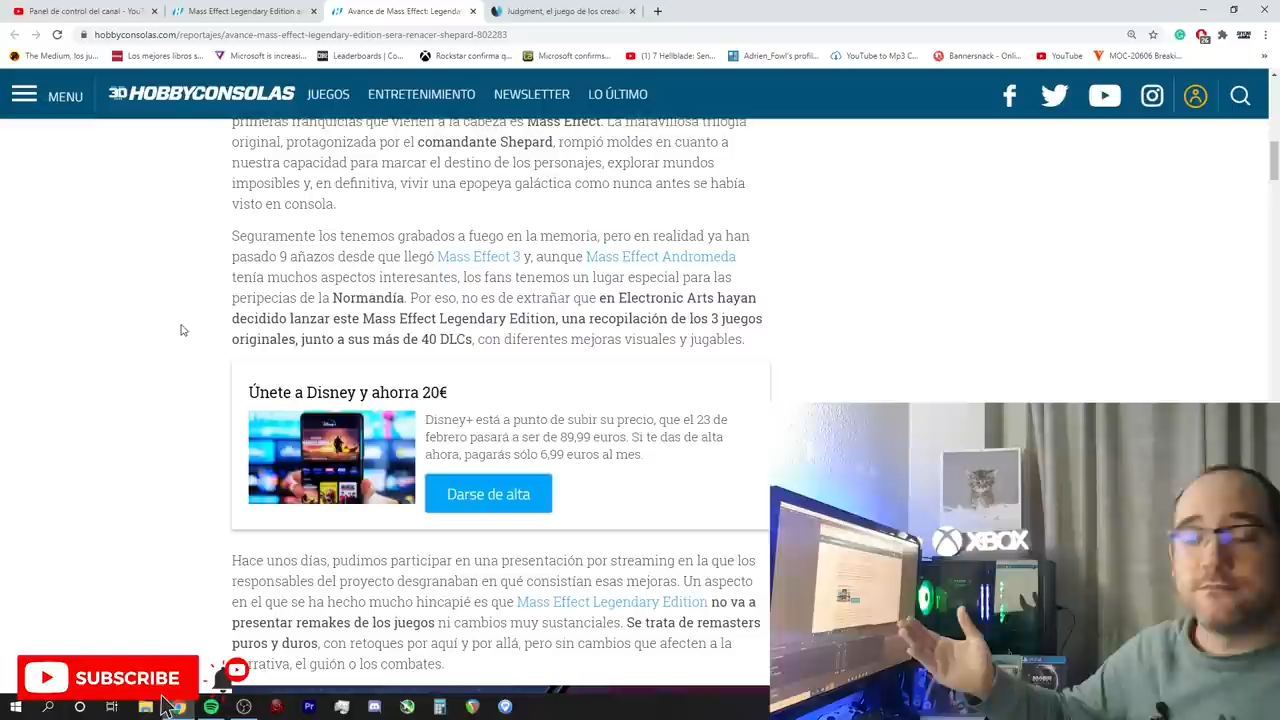 Panel de control del canal - YouT
Mass Effect Legendary Edition ap
Avance de Mass Effect: Legenda
Judgment, el juego de los creado
hobbyconsolas.com/reportajes/avance-mass-effect-legendary-edition-sera-renacer-shepard-802283
The Medium, los ju...
Los mejores libros s...
Microsoft is increasi...
Leaderboards | Co...
Rockstar confirma q...
Microsoft confirms...
(1) 7 Hellblade: Sen...
Adrien_Fowl's profil...
YouTube to Mp3 C...
Bannersnack - Onli...
YouTube
MOC-20606 Breaki...
MENU
HOBBYCONSOLAS
JUEGOS
ENTRETENIMIENTO
NEWSLETTER
LO ÚLTIMO
primeras franquicias que vienen a la cabeza es Mass Effect. La maravillosa trilogía
original, protagonizada por el comandante Shepard, rompió moldes en cuanto a
nuestra capacidad para marcar el destino de los personajes, explorar mundos
imposibles y, en definitiva, vivir una epopeya galáctica como nunca antes se había
visto en consola.
Seguramente los tenemos grabados a fuego en la memoria, pero en realidad ya han
pasado 9 añazos desde que llegó Mass Effect 3 y, aunque Mass Effect Andromeda
tenía muchos aspectos interesantes, los fans tenemos un lugar especial para las
peripecias de la Normandía. Por eso, no es de extrañar que en Electronic Arts hayan
decidido lanzar este Mass Effect Legendary Edition, una recopilación de los 3 juegos
originales, junto a sus más de 40 DLCs, con diferentes mejoras visuales y jugables.
Únete a Disney y ahorra 20€
Disney+ está a punto de subir su precio, que el 23 de
febrero pasará a ser de 89,99 euros. Si te das de alta
ahora, pagarás sólo 6,99 euros al mes.
Darse de alta
Hace unos días, pudimos participar en una presentación por streaming en la que los
responsables del proyecto desgranaban en qué consistían esas mejoras. Un aspecto
en el que se ha hecho mucho hincapié es que Mass Effect Legendary Edition no va a
presentar remakes de los juegos ni cambios muy sustanciales. Se trata de remasters
puros y duros, con retoques por aquí y por allá, pero sin cambios que afecten a la
narrativa, el guión o los combates.
XBOX
SUBSCRIBE